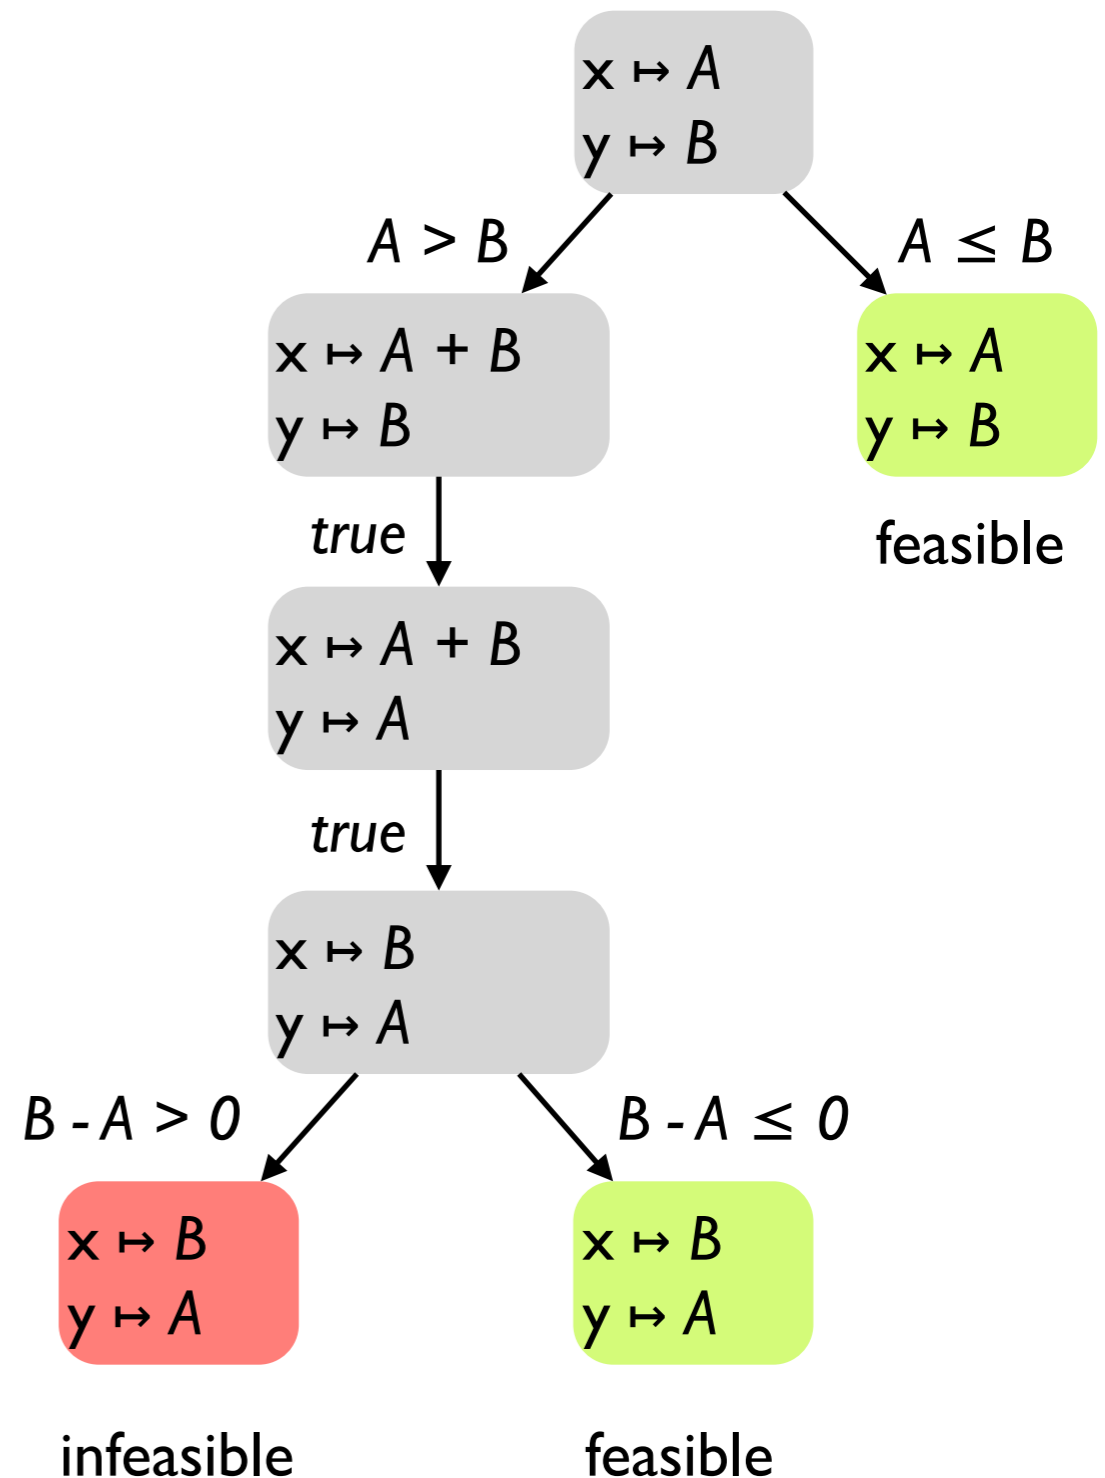 x ↦ A
y ↦ B
A > B
A ≤ B
x ↦ A + B
y ↦ B
x ↦ A
y ↦ B
feasible
true
x ↦ A + B
y ↦ A
true
x ↦ B
y ↦ A
B - A > 0
B - A ≤ 0
x ↦ B
y ↦ A
x ↦ B
y ↦ A
infeasible
feasible